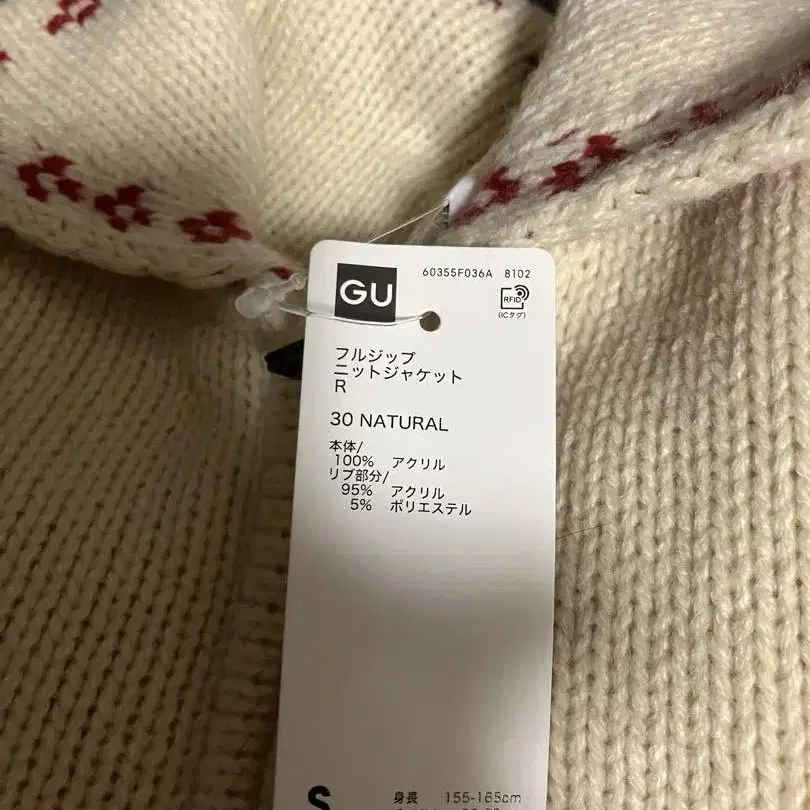 GU
60355F036A 8102
RFID
(ICタグ)
フルジップ
ニットジャケット
R
30 NATURAL
本体/
100% アクリル
リブ部分/
95% アクリル
5% ポリエステル
S
身長 155-165cm